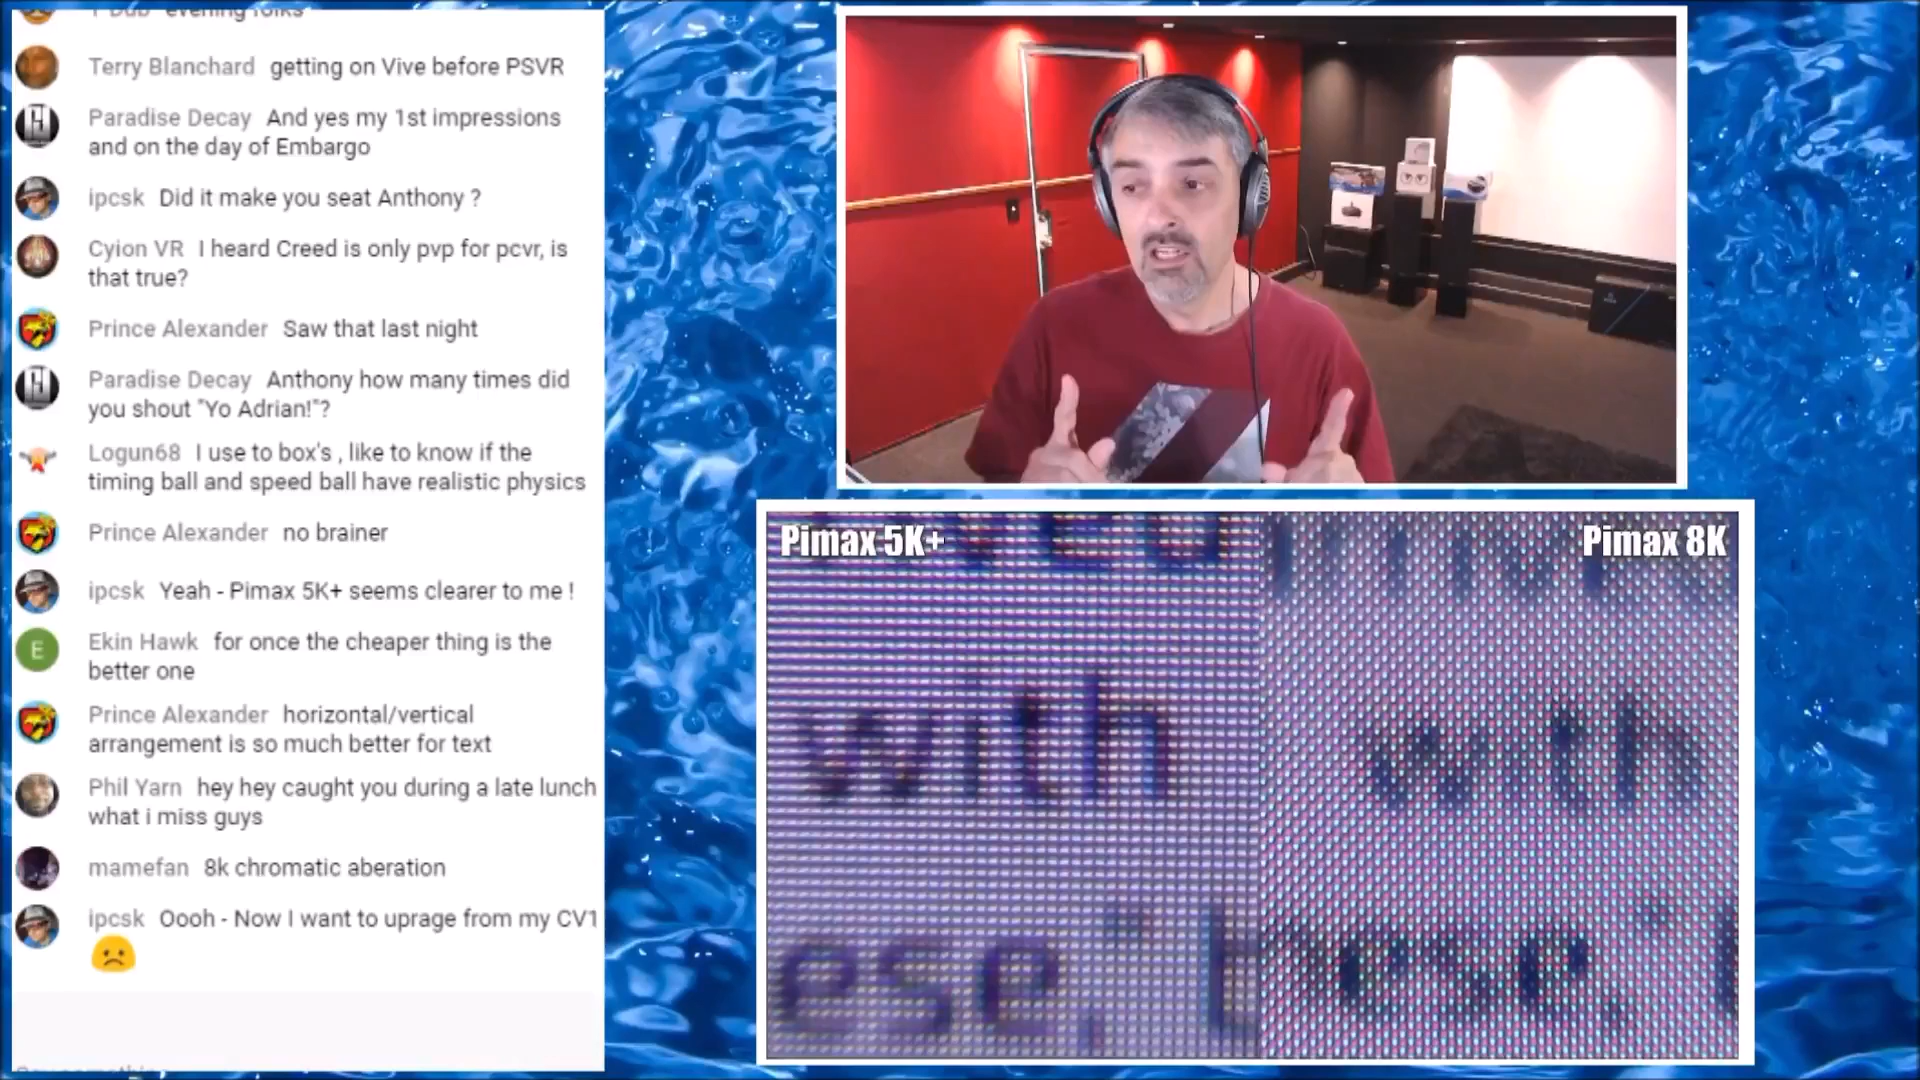 T Dub evening folks
Terry Blanchard getting on Vive before PSVR
Paradise Decay And yes my 1st impressions
and on the day of Embargo
ipcsk Did it make you seat Anthony ?
Cyion VR I heard Creed is only pvp for pcvr, is
that true?
Prince Alexander Saw that last night
Paradise Decay Anthony how many times did
you shout "Yo Adrian!"?
Logun68 I use to box's , like to know if the
timing ball and speed ball have realistic physics
Prince Alexander no brainer
ipcsk Yeah - Pimax 5K+ seems clearer to me !
E
Ekin Hawk for once the cheaper thing is the
better one
Prince Alexander horizontal/vertical
arrangement is so much better for text
Phil Yarn hey hey caught you during a late lunch
what i miss guys
mamefan 8k chromatic aberation
ipcsk Oooh - Now I want to uprage from my CV1
Pimax 5K+
Pimax 8K
with
with
ese,